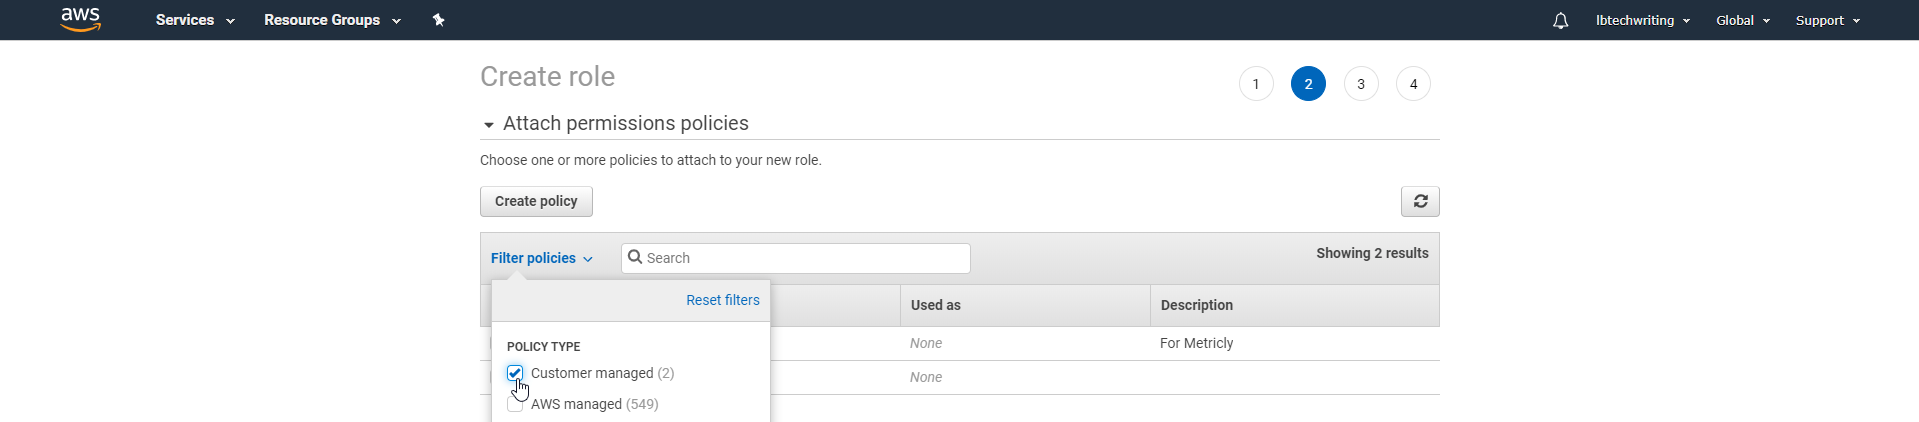 aws Services Resource Groups lbtechwriting Global Support
Create role 1 2 3 4
Attach permissions policies
Choose one or more policies to attach to your new role.
Create policy
Filter policies Search Showing 2 results
Reset filters Used as Description
POLICY TYPE None For Metricly
Customer managed (2) None
AWS managed (549)